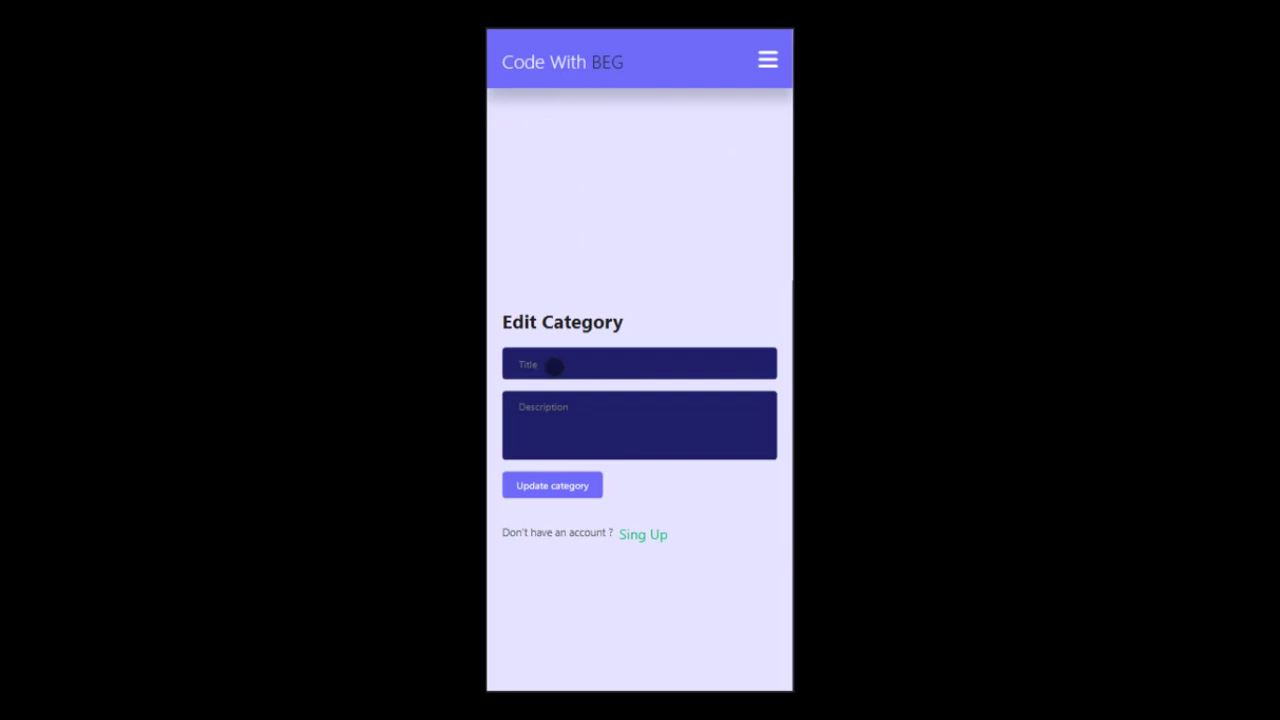 Code With BEG
Edit Category
Title
Description
Update category
Don't have an account ? Sing Up